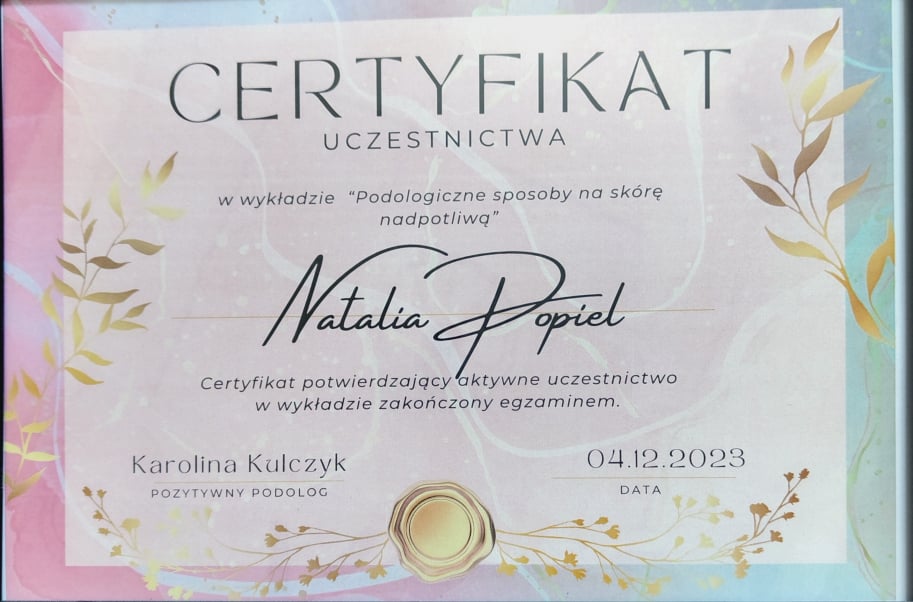 CERTYFIKAT
UCZESTNICTWA
w wykładzie “Podologiczne sposoby na skórę
nadpotliwą”
Natalia Popiel
Certyfikat potwierdzający aktywne uczestnictwo
w wykładzie zakończony egzaminem.
Karolina Kulczyk
POZYTYWNY PODOLOG
04.12.2023
DATA